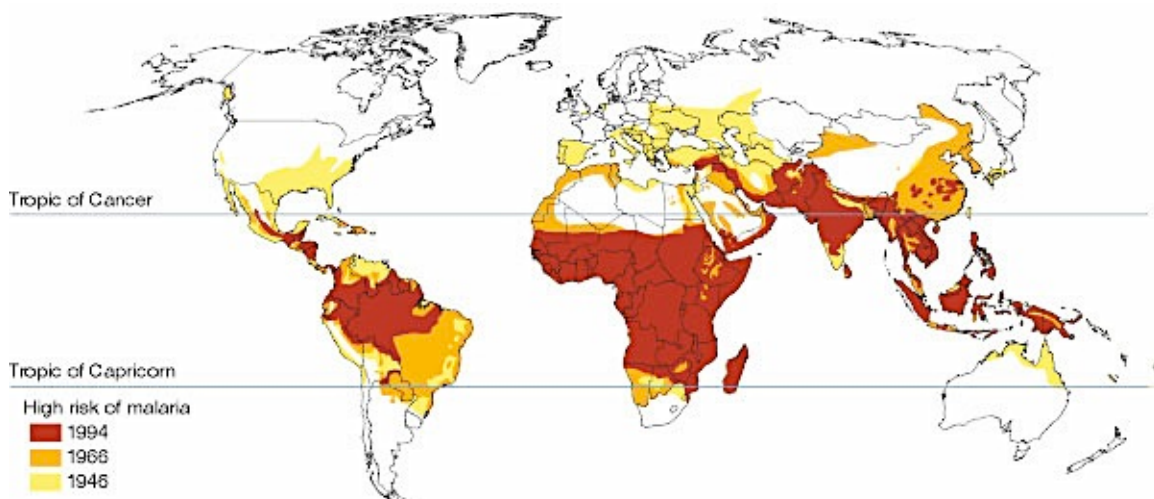 Tropic of Cancer
Tropic of Capricorn
High risk of malaria
1994
1966
1946